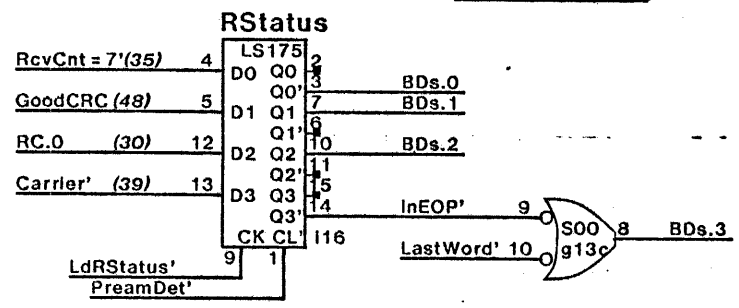 RStatus
LS175
RcvCnt = 7'(35) 4 D0 Q0 2
Q0' 3 BDs.0
GoodCRC (48) 5 D1 Q1 7 BDs.1
Q1' 6
RC.0 (30) 12 D2 Q2 10 BDs.2
Q2' 11
Carrier' (39) 13 D3 Q3 15
Q3' 14 InEOP' 9 S00 8 BDs.3
CK CL' i16 LastWord' 10 g13c
9 1
LdRStatus'
PreamDet'